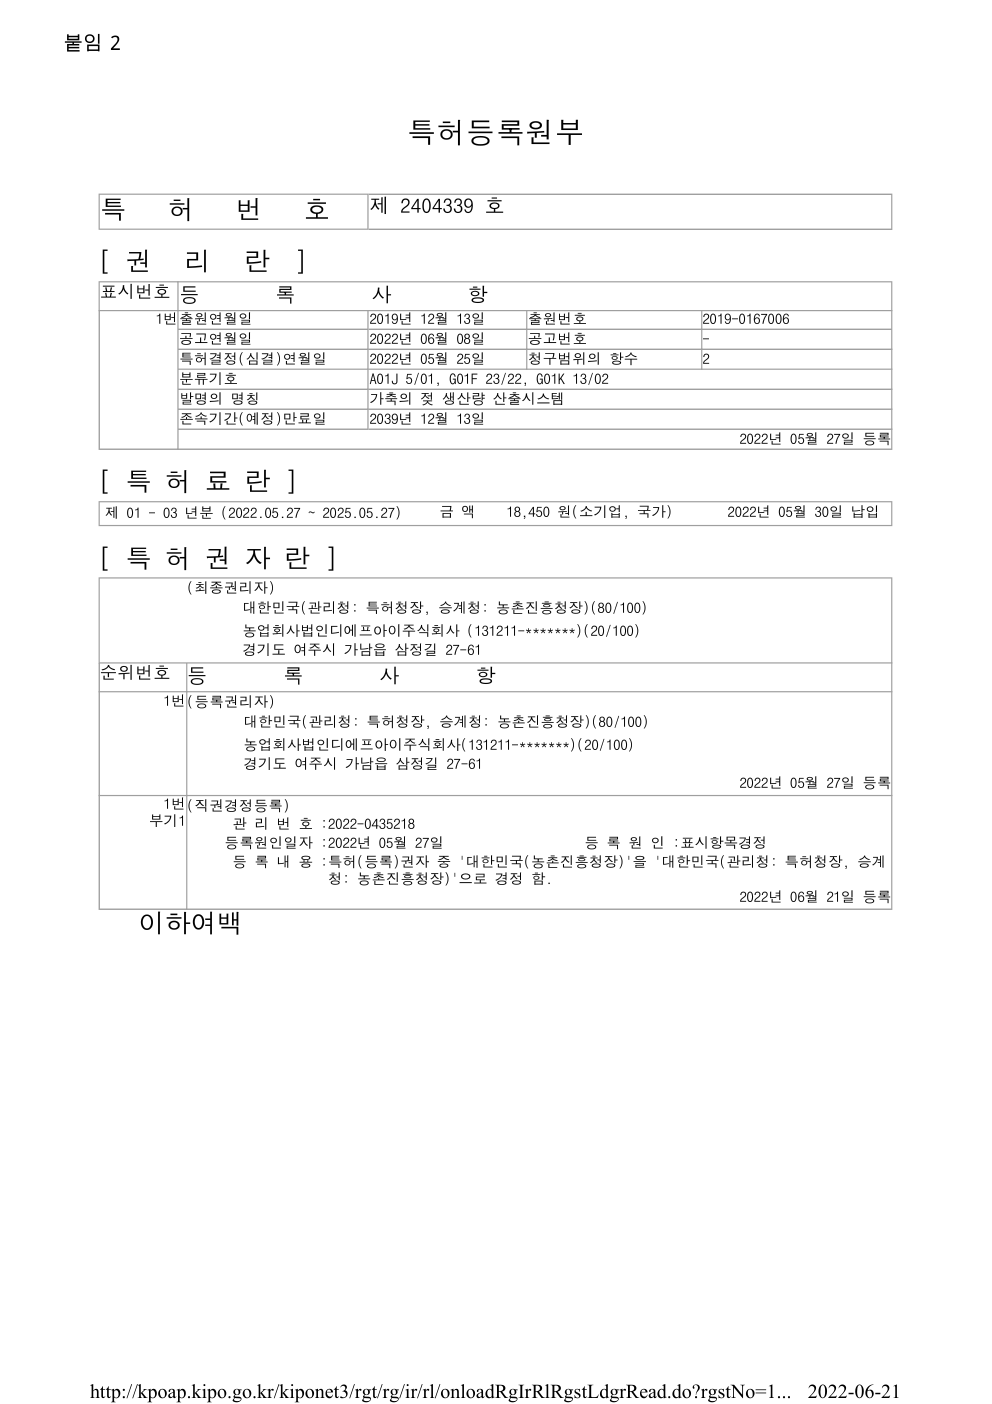 붙임 2
특허등록원부
특 허 번 호 제 2404339 호
[ 권 리 란 ]
표시번호 등 록 사 항
1번 출원연월일 2019년 12월 13일 출원번호 2019-0167006
공고연월일 2022년 06월 08일 공고번호 -
특허결정(심결)연월일 2022년 05월 25일 청구범위의 항수 2
분류기호 A01J 5/01, G01F 23/22, G01K 13/02
발명의 명칭 가축의 젖 생산량 산출시스템
존속기간(예정)만료일 2039년 12월 13일
2022년 05월 27일 등록
[ 특 허 료 란 ]
제 01 - 03 년분 (2022.05.27 ~ 2025.05.27) 금 액 18,450 원(소기업, 국가) 2022년 05월 30일 납입
[ 특 허 권 자 란 ]
(최종권리자)
대한민국(관리청: 특허청장, 승계청: 농촌진흥청장)(80/100)
농업회사법인디에프아이주식회사 (131211-*******)(20/100)
경기도 여주시 가남읍 삼정길 27-61
순위번호 등 록 사 항
1번 (등록권리자)
대한민국(관리청: 특허청장, 승계청: 농촌진흥청장)(80/100)
농업회사법인디에프아이주식회사(131211-*******)(20/100)
경기도 여주시 가남읍 삼정길 27-61
2022년 05월 27일 등록
1번 (직권경정등록)
부기1 관 리 번 호 :2022-0435218
등록원인일자 :2022년 05월 27일 등 록 원 인 :표시항목경정
등 록 내 용 :특허(등록)권자 중 '대한민국(농촌진흥청장)'을 '대한민국(관리청: 특허청장, 승계
청: 농촌진흥청장)'으로 경정 함.
2022년 06월 21일 등록
이하여백
http://kpoap.kipo.go.kr/kiponet3/rgt/rg/ir/rl/onloadRgIrRlRgstLdgrRead.do?rgstNo=1... 2022-06-21